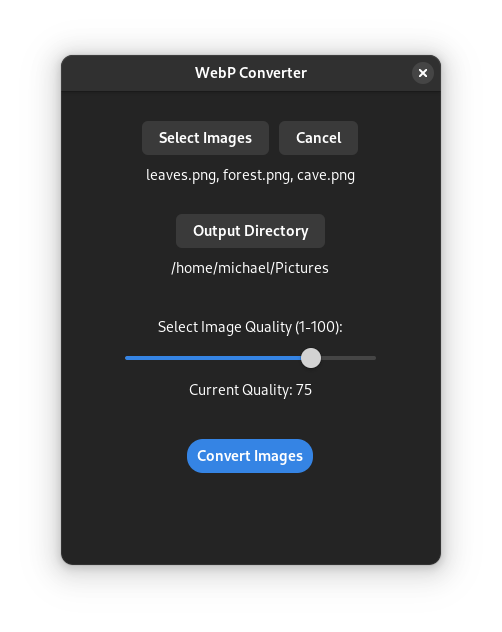 WebP Converter
Select Images Cancel
leaves.png, forest.png, cave.png
Output Directory
/home/michael/Pictures
Select Image Quality (1-100):
Current Quality: 75
Convert Images